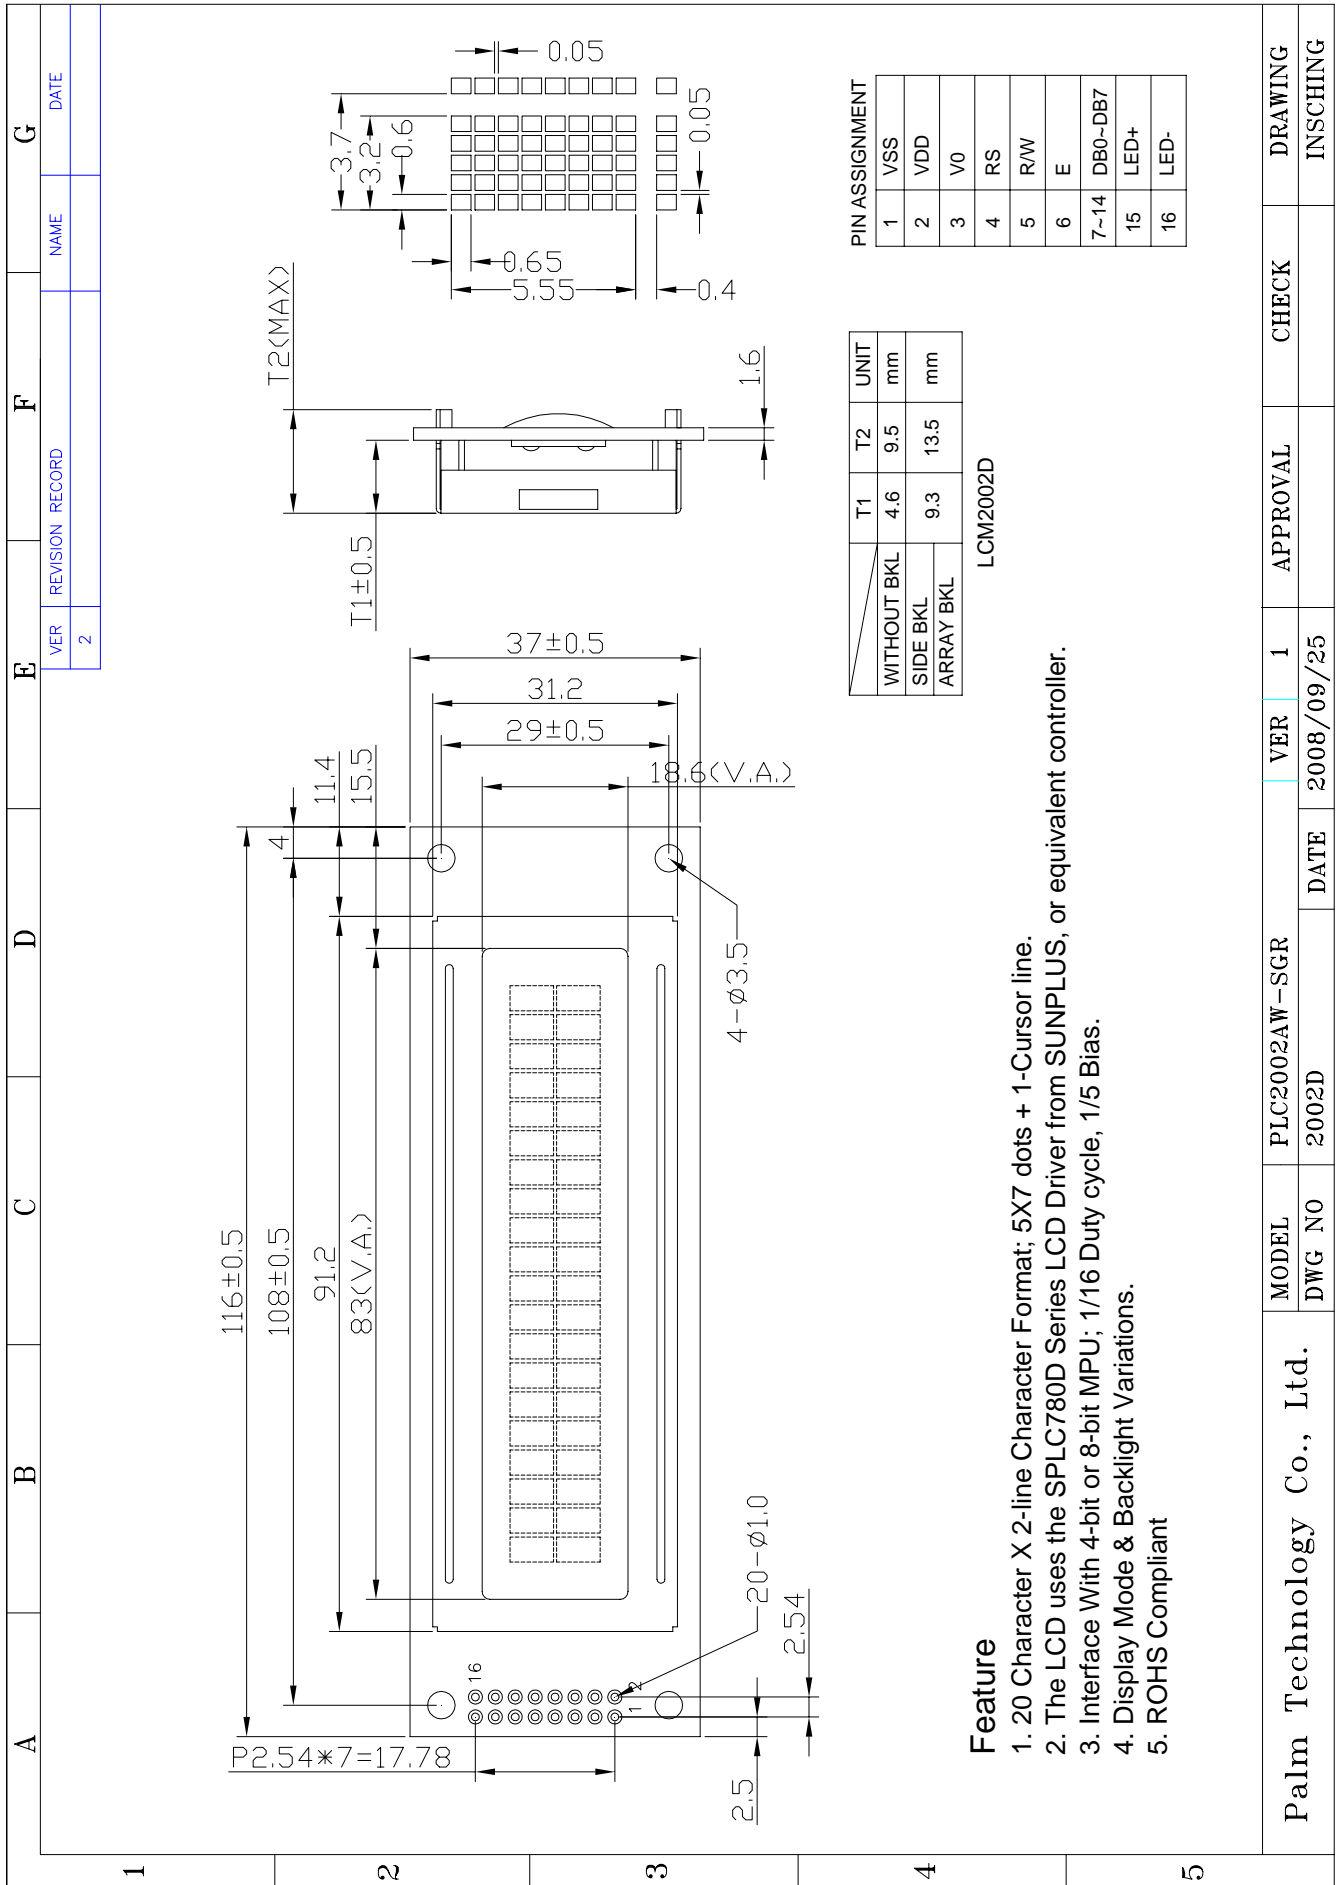 A B C D E F G
1
2
3
4
5
VER REVISION RECORD NAME DATE
2
116±0.5
108±0.5
4
91.2
11.4
83(V.A.)
15.5
P2.54*7=17.78
16
1
2
2.5
2.54
20-Ø1.0
4-Ø3.5
18.6(V.A.)
29±0.5
31.2
37±0.5
T1±0.5
T2(MAX)
1.6
3.7
3.2
0.6
0.05
0.65
5.55
0.4
0.05
T1 T2 UNIT
WITHOUT BKL 4.6 9.5 mm
SIDE BKL
ARRAY BKL 9.3 13.5 mm
LCM2002D
PIN ASSIGNMENT
1 VSS
2 VDD
3 V0
4 RS
5 R/W
6 E
7~14 DB0~DB7
15 LED+
16 LED-
Feature
1. 20 Character X 2-line Character Format; 5X7 dots + 1-Cursor line.
2. The LCD uses the SPLC780D Series LCD Driver from SUNPLUS, or equivalent controller.
3. Interface With 4-bit or 8-bit MPU; 1/16 Duty cycle, 1/5 Bias.
4. Display Mode & Backlight Variations.
5. ROHS Compliant
Palm Technology Co., Ltd.
MODEL PLC2002AW-SGR VER 1 APPROVAL CHECK DRAWING
DWG NO 2002D DATE 2008/09/25 INSCHING